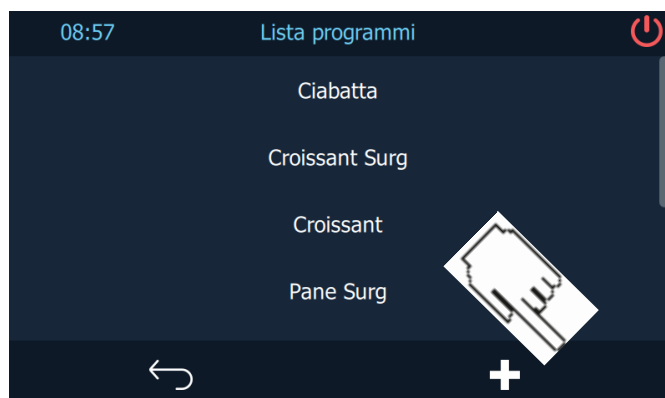 08:57 Lista programmi
Ciabatta
Croissant Surg
Croissant
Pane Surg